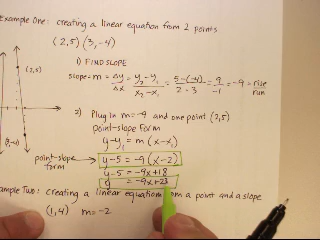 Example One: creating a linear equation from 2 points
(2,5) (3,-4)
(2,5)
1) FIND SLOPE
slope = m = Δy/Δx = y₂ - y₁/x₂ - x₁ = 5-(-4)/2-3 = 9/-1 = -9 = rise/run
2) Plug in m=-9 and one point (2,5)
(3,-4)
point-slope form
y-y₁ = m(x-x₁)
point-slope form
y-5 = -9(x-2)
y-5 = -9x+18
y = -9x+23
Example Two: creating a linear equation from a point and a slope
(1,4) m=-2